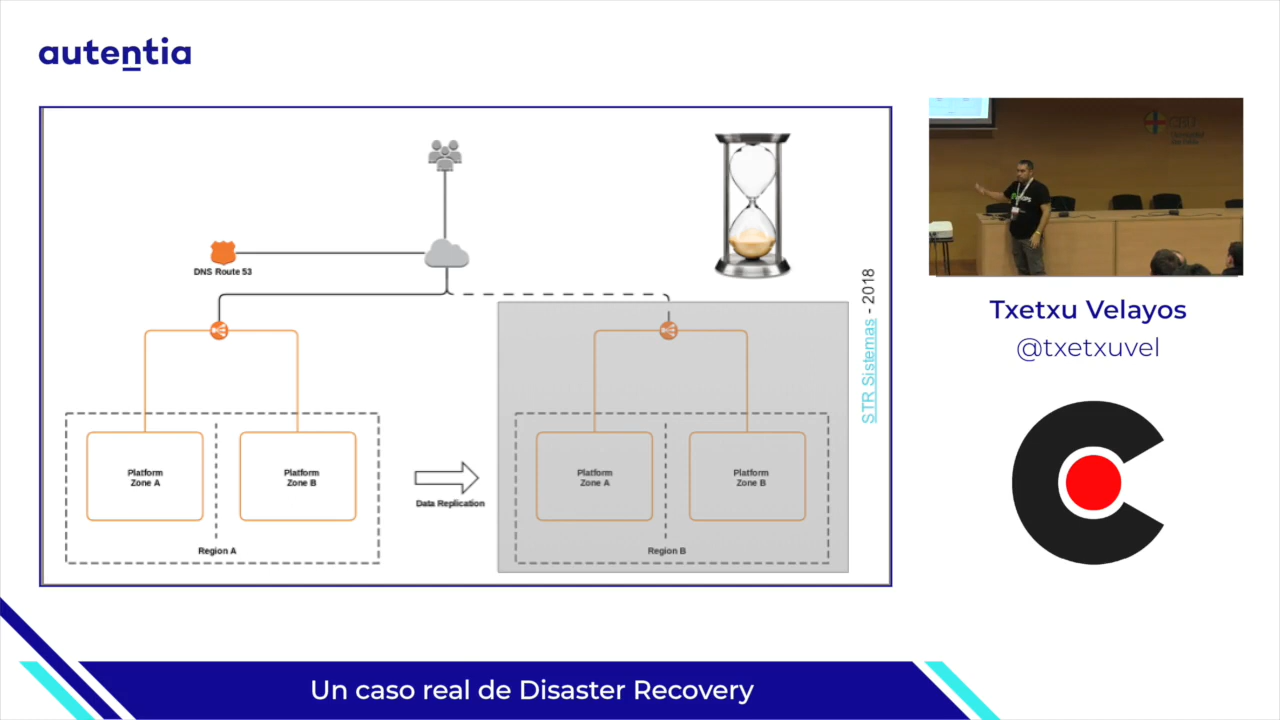 autentia
DNS Route 53
Platform
Zone A
Platform
Zone B
Region A
Data Replication
Platform
Zone A
Platform
Zone B
Region B
STR Sistemas - 2018
CEU
Txetxu Velayos
@txetxuvel
Un caso real de Disaster Recovery